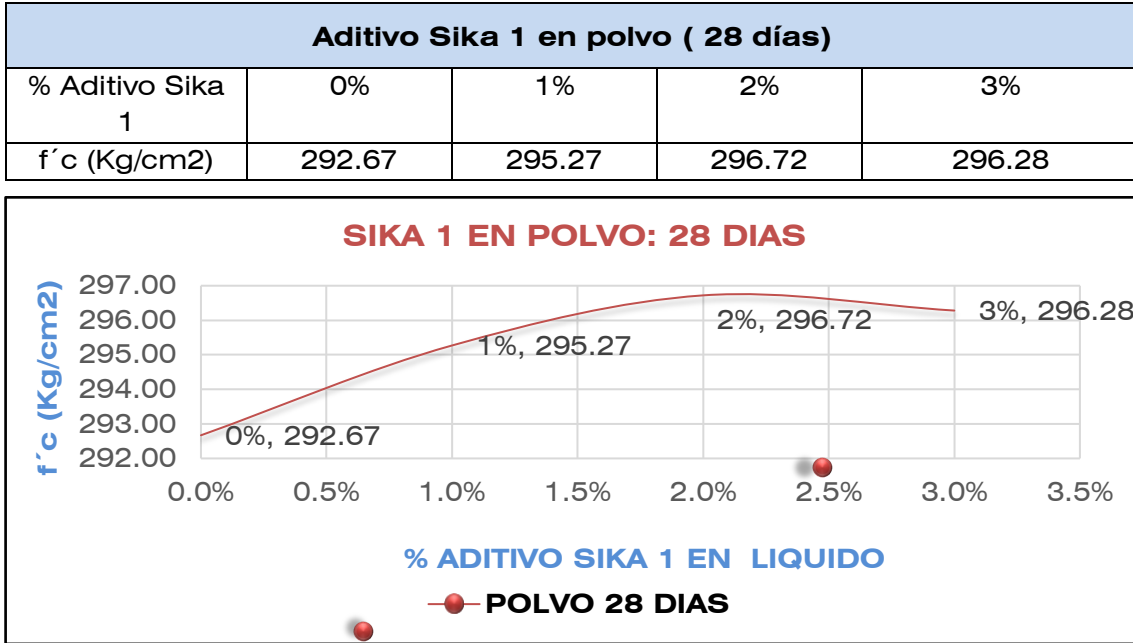 Aditivo Sika 1 en polvo ( 28 días)
% Aditivo Sika 1 0% 1% 2% 3%
f´c (Kg/cm2) 292.67 295.27 296.72 296.28
SIKA 1 EN POLVO: 28 DIAS
f´c (Kg/cm2)
297.00
296.00
295.00
294.00
293.00
292.00
0%, 292.67
1%, 295.27
2%, 296.72
3%, 296.28
0.0% 0.5% 1.0% 1.5% 2.0% 2.5% 3.0% 3.5%
% ADITIVO SIKA 1 EN LIQUIDO
POLVO 28 DIAS